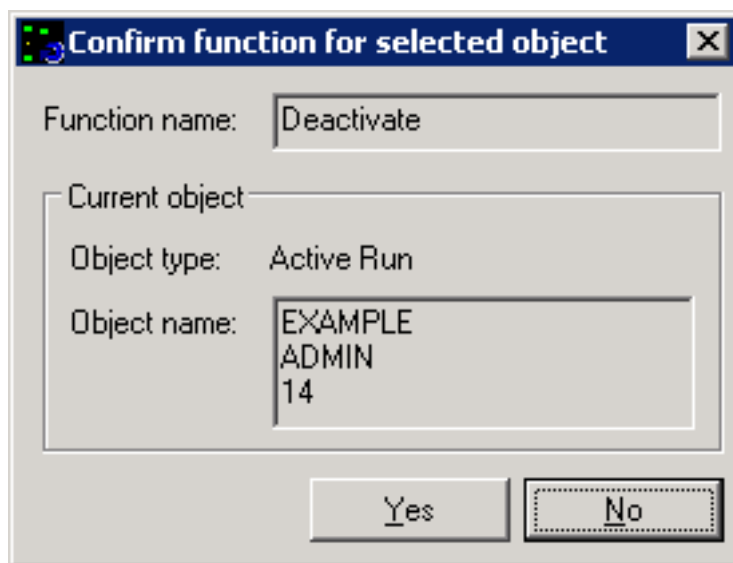 Confirm function for selected object
Function name: Deactivate
Current object
Object type: Active Run
Object name: EXAMPLE
ADMIN
14
Yes No